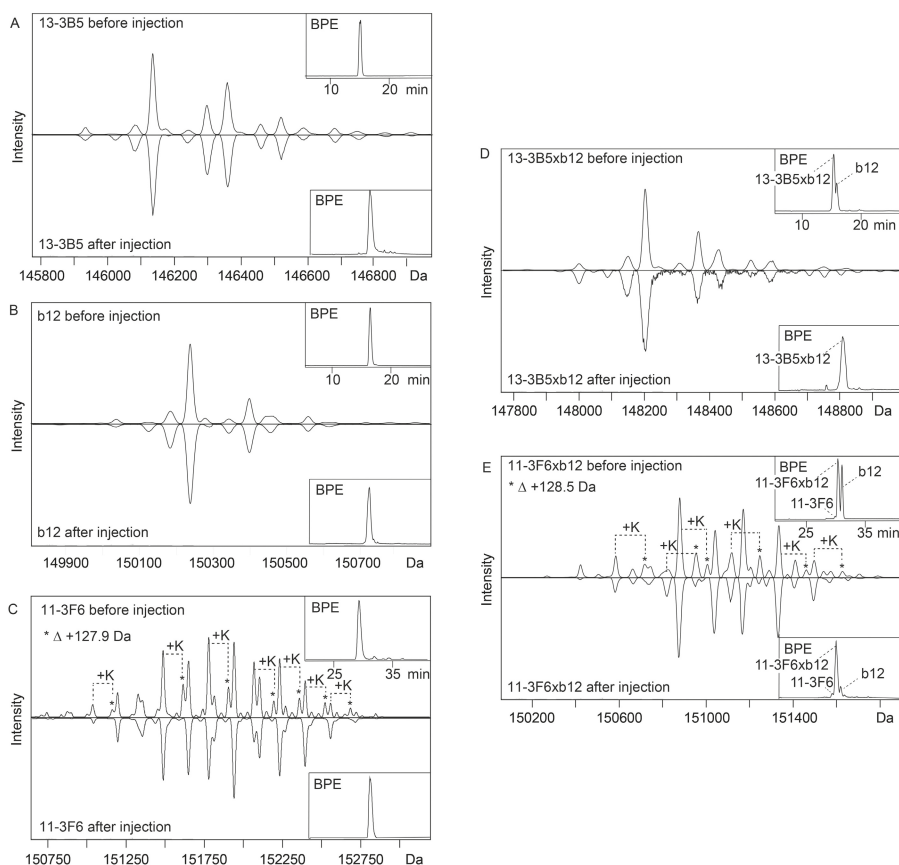 A
13-3B5 before injection
BPE
10 20 min
Intensity
BPE
13-3B5 after injection
145800 146000 146200 146400 146600 146800 Da
B
b12 before injection
BPE
10 20 min
Intensity
BPE
b12 after injection
149900 150100 150300 150500 150700 Da
C
11-3F6 before injection
* Δ +127.9 Da
BPE
25 35 min
+K +K +K +K +K +K +K
* * * * * * *
Intensity
BPE
11-3F6 after injection
150750 151250 151750 152250 152750 Da
D
13-3B5xb12 before injection
BPE
13-3B5xb12
b12
10 20 min
Intensity
BPE
13-3B5xb12
13-3B5xb12 after injection
147800 148000 148200 148400 148600 148800 Da
E
11-3F6xb12 before injection
* Δ +128.5 Da
BPE
11-3F6xb12
b12
11-3F6
25 35 min
+K +K +K +K +K +K
* * * * * *
Intensity
BPE
11-3F6xb12
11-3F6
b12
11-3F6xb12 after injection
150200 150600 151000 151400 Da